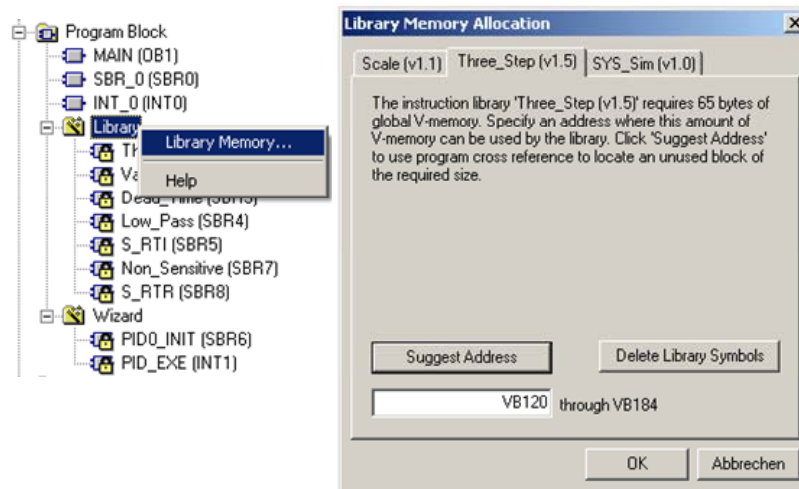 Program Block
MAIN (OB1)
SBR_0 (SBR0)
INT_0 (INT0)
Library
Library Memory...
Help
Low_Pass (SBR4)
S_RTI (SBR5)
Non_Sensitive (SBR7)
S_RTR (SBR8)
Wizard
PID0_INIT (SBR6)
PID_EXE (INT1)
Library Memory Allocation
Scale (v1.1) Three_Step (v1.5) SYS_Sim (v1.0)
The instruction library 'Three_Step (v1.5)' requires 65 bytes of
global V-memory. Specify an address where this amount of
V-memory can be used by the library. Click 'Suggest Address'
to use program cross reference to locate an unused block of
the required size.
Suggest Address Delete Library Symbols
VB120 through VB184
OK Abbrechen